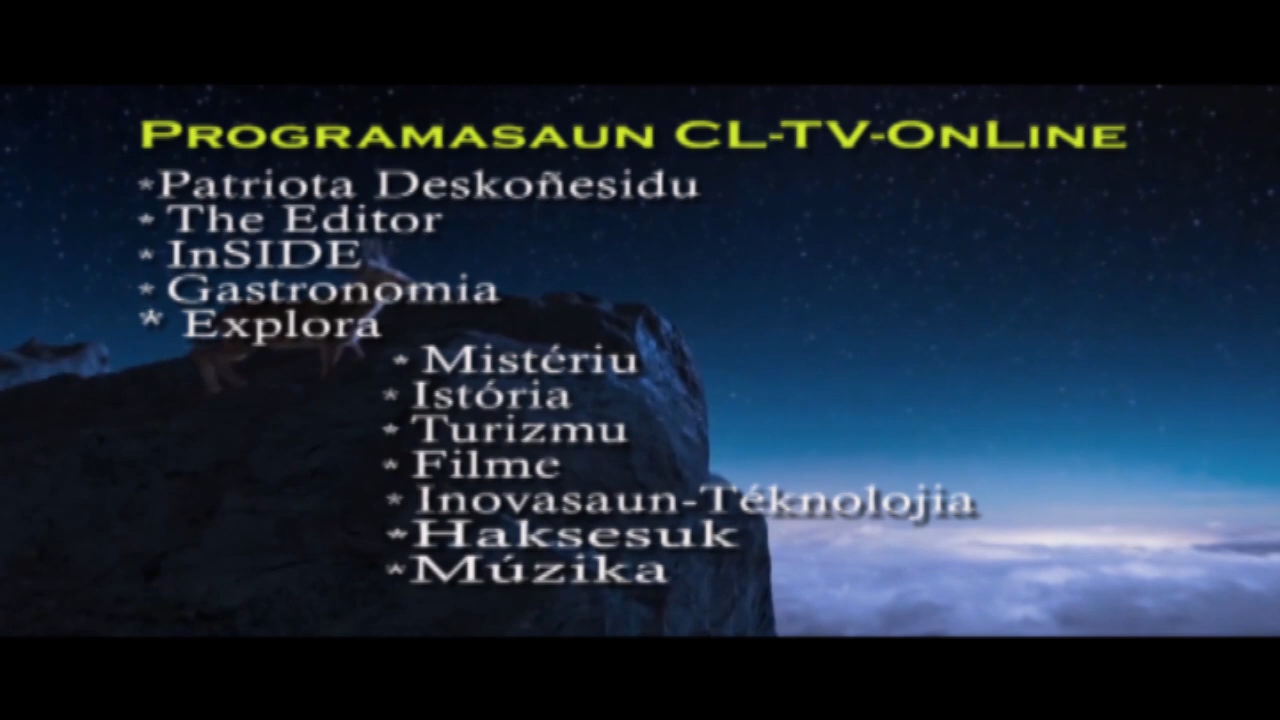 PROGRAMASAUN CL-TV-ONLINE
*Patriota Deskoñesidu
* The Editor
* InSIDE
* Gastronomia
* Explora
* Mistériu
* Istória
* Turizmu
* Filme
* Inovasaun-Téknolojia
*Haksesuk
*Múzika